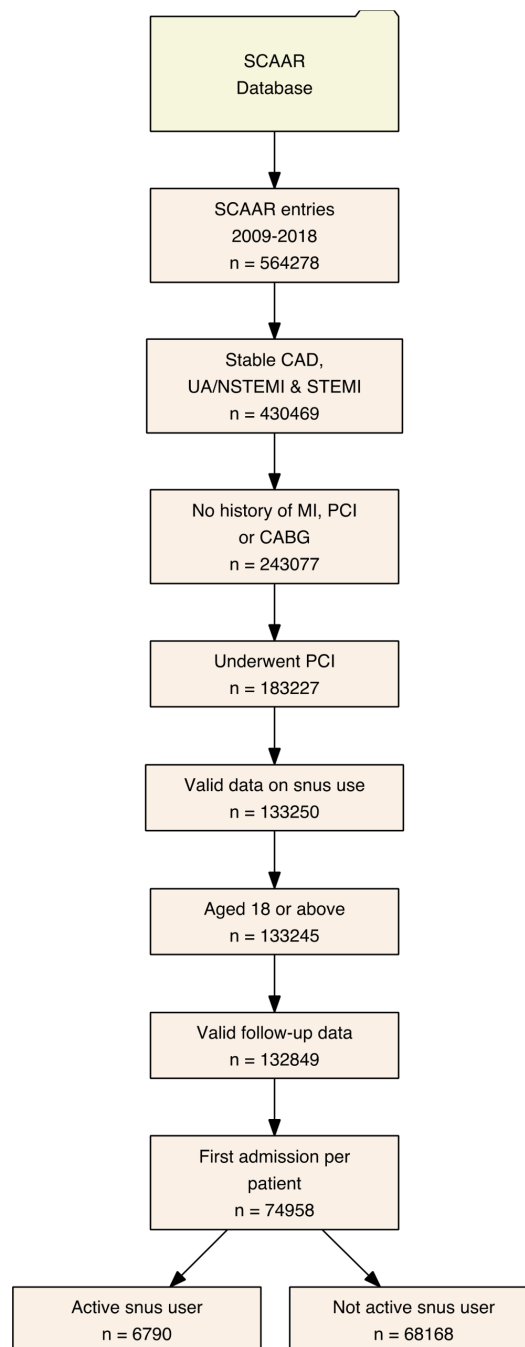 SCAAR
Database
SCAAR entries
2009-2018
n = 564278
Stable CAD,
UA/NSTEMI & STEMI
n = 430469
No history of MI, PCI
or CABG
n = 243077
Underwent PCI
n = 183227
Valid data on snus use
n = 133250
Aged 18 or above
n = 133245
Valid follow-up data
n = 132849
First admission per
patient
n = 74958
Active snus user
n = 6790
Not active snus user
n = 68168